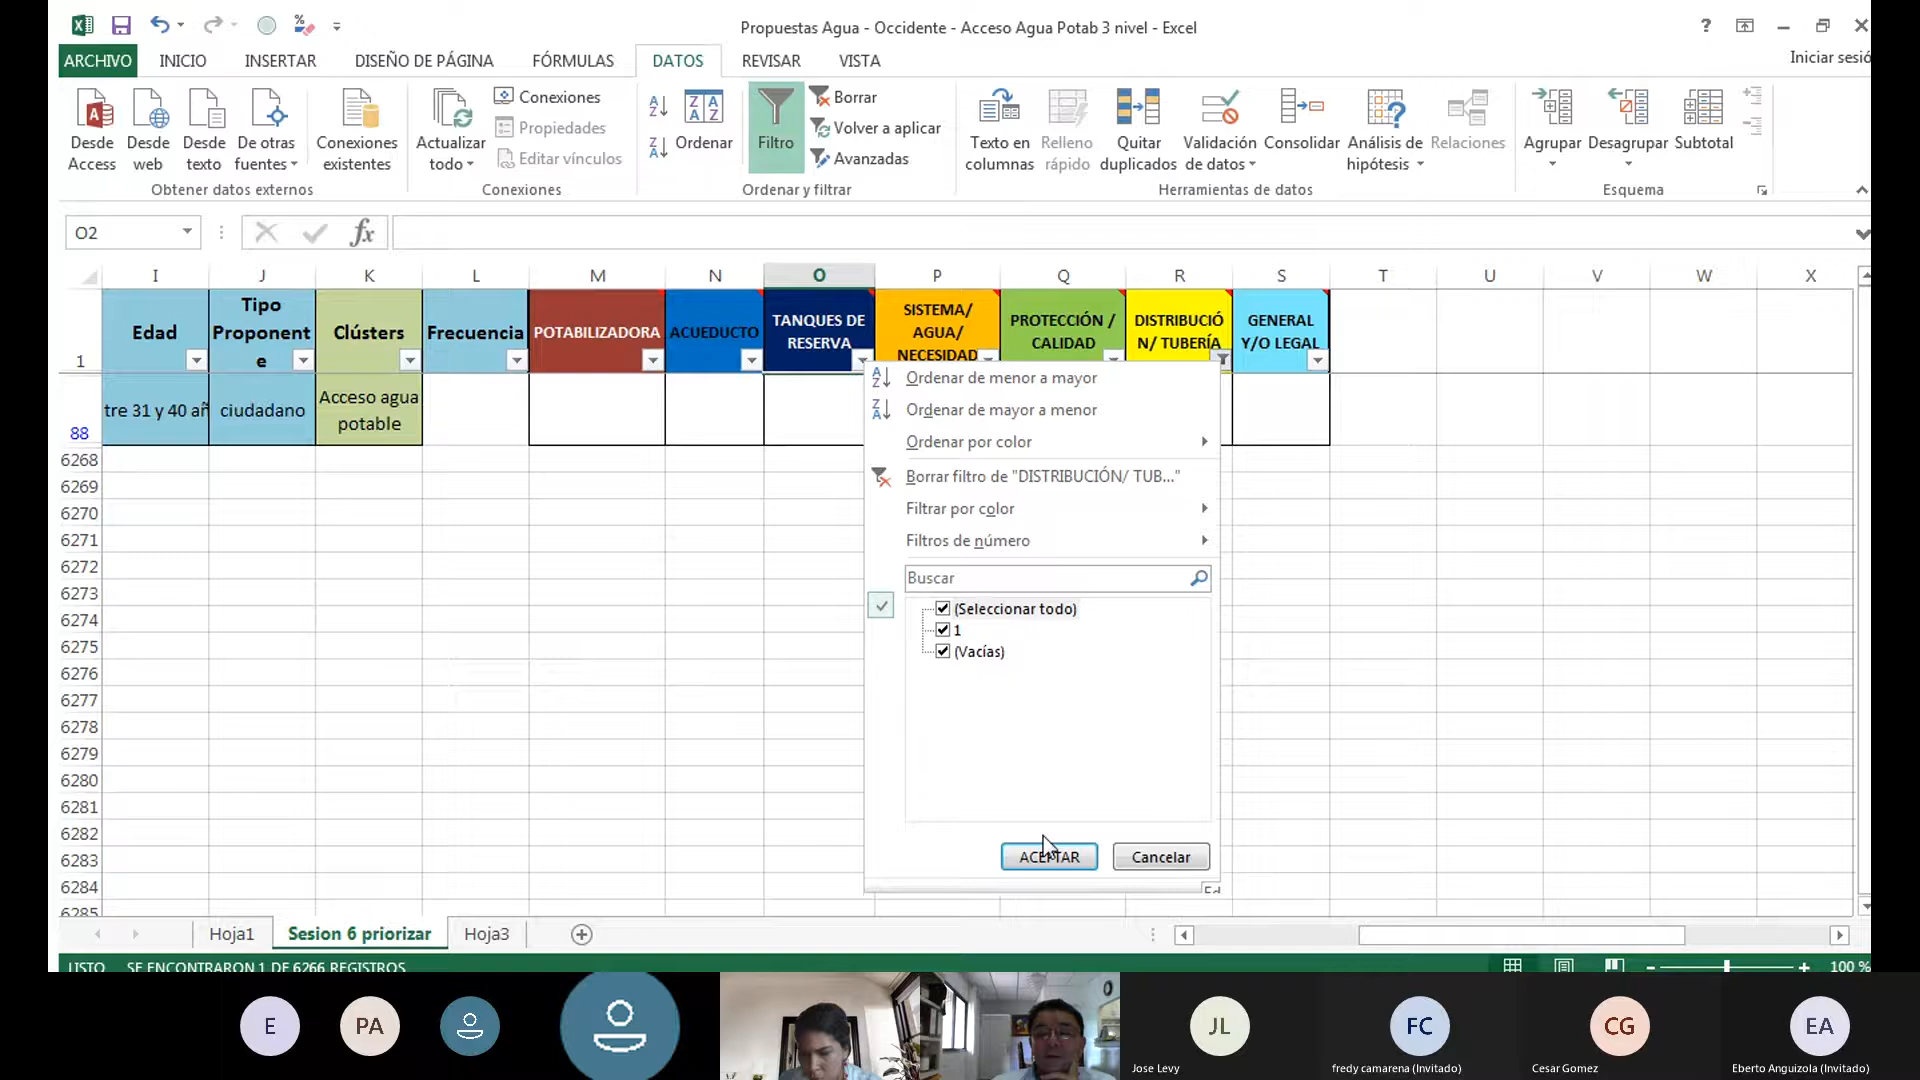 Propuestas Agua - Occidente - Acceso Agua Potab 3 nivel - Excel
?
Iniciar sesió
ARCHIVO INICIO INSERTAR DISEÑO DE PÁGINA FÓRMULAS DATOS REVISAR VISTA
Desde Access
Desde web
Desde texto
De otras fuentes
Conexiones existentes
Obtener datos externos
Actualizar todo
Conexiones
Propiedades
Editar vínculos
Conexiones
Ordenar
Filtro
Borrar
Volver a aplicar
Avanzadas
Ordenar y filtrar
Texto en columnas
Relleno rápido
Quitar duplicados
Validación de datos
Consolidar
Análisis de hipótesis
Relaciones
Herramientas de datos
Agrupar
Desagrupar
Subtotal
Esquema
O2
fx
I J K L M N O P Q R S T U V W X
1
Edad
Tipo
Proponent
e
Clústers
Frecuencia
POTABILIZADORA
ACUEDUCTO
TANQUES DE
RESERVA
SISTEMA/
AGUA/
NECESIDAD
PROTECCIÓN /
CALIDAD
DISTRIBUCIÓ
N/ TUBERÍA
GENERAL
Y/O LEGAL
88
tre 31 y 40 añ
ciudadano
Acceso agua
potable
6268
6269
6270
6271
6272
6273
6274
6275
6276
6277
6278
6279
6280
6281
6282
6283
6284
6285
Ordenar de menor a mayor
Ordenar de mayor a menor
Ordenar por color
Borrar filtro de "DISTRIBUCIÓN/ TUB..."
Filtrar por color
Filtros de número
Buscar
(Seleccionar todo)
1
(Vacías)
ACEPTAR
Cancelar
Hoja1 Sesion 6 priorizar Hoja3
LISTO SE ENCONTRARON 1 DE 6266 REGISTROS
100 %
E
PA
JL
Jose Levy
FC
fredy camarena (Invitado)
CG
Cesar Gomez
EA
Eberto Anguizola (Invitado)